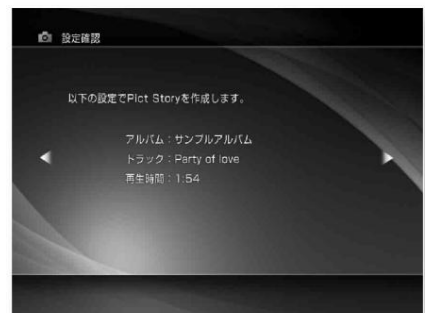 設定確認
以下の設定でPict Storyを作成します。
アルバム：サンプルアルバム
トラック：Party of love
再生時間：1:54